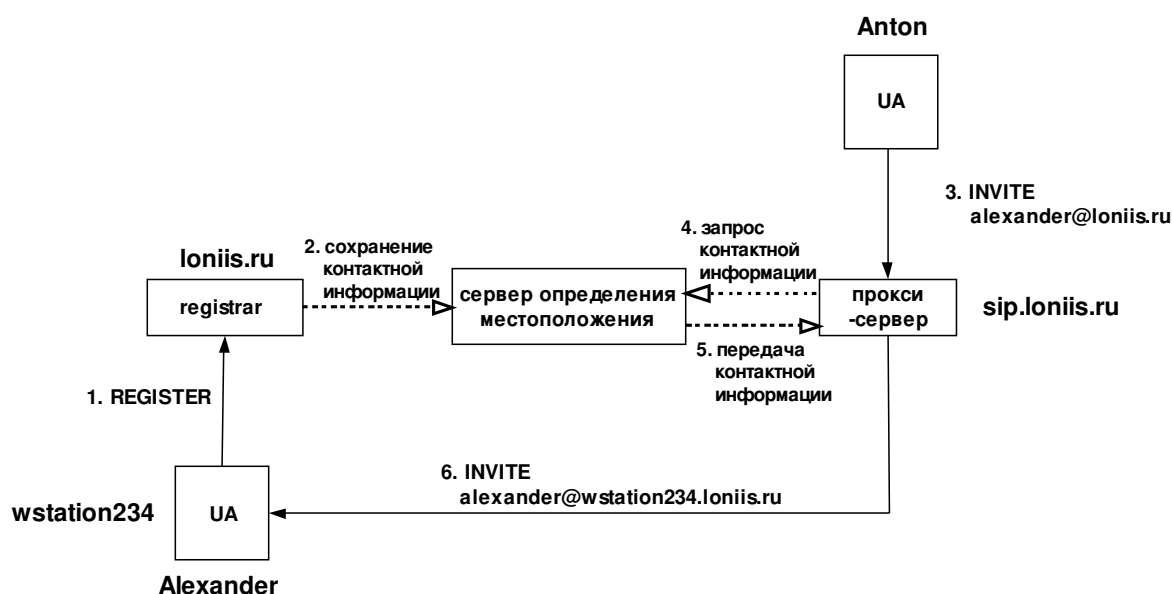 Anton
UA
3. INVITE
alexander@loniis.ru
4. запрос
контактной
информации
2. сохранение
контактной
информации
loniis.ru
registrar
сервер определения
местоположения
прокси
-сервер
sip.loniis.ru
5. передача
контактной
информации
1. REGISTER
6. INVITE
alexander@wstation234.loniis.ru
wstation234
UA
Alexander